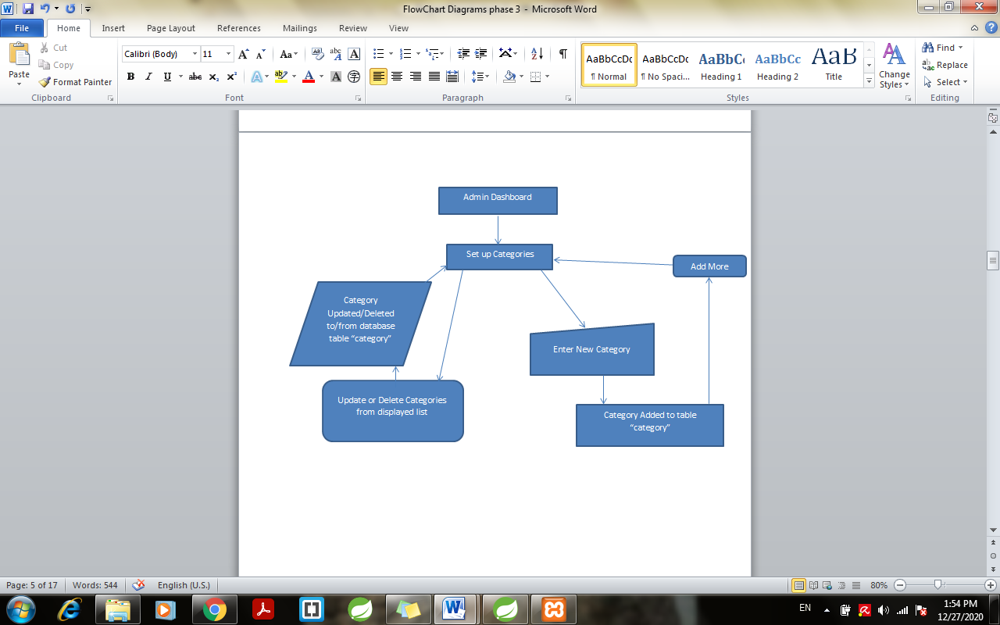 FlowChart Diagrams phase 3 - Microsoft Word
File Home Insert Page Layout References Mailings Review View
Paste
Cut
Copy
Format Painter
Clipboard
Calibri (Body) 11
Font
Paragraph
AaBbCcDc AaBbCcDc AaBbCc AaBbCc AaB
¶ Normal ¶ No Spaci... Heading 1 Heading 2 Title
Styles
Change
Styles
Find
Replace
Select
Editing
Admin Dashboard
Set up Categories
Add More
Category
Updated/Deleted
to/from database
table “category”
Enter New Category
Update or Delete Categories
from displayed list
Category Added to table
“category”
Page: 5 of 17 Words: 544 English (U.S.) 80%
EN
1:54 PM
12/27/2020